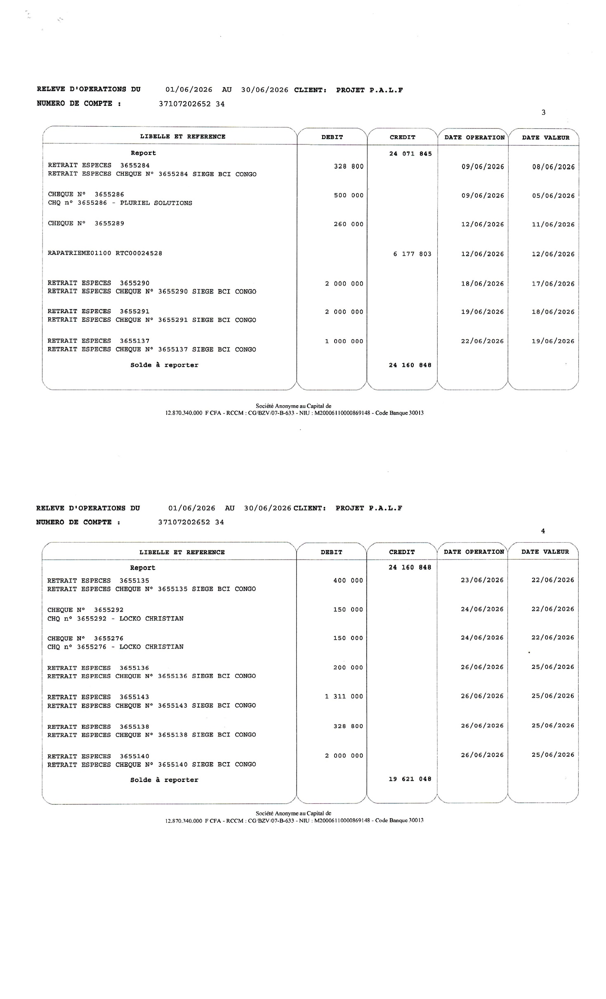 RELEVE D'OPERATIONS DU 01/06/2026 AU 30/06/2026 CLIENT: PROJET P.A.L.F
NUMERO DE COMPTE : 37107202652 34
3
LIBELLE ET REFERENCE DEBIT CREDIT DATE OPERATION DATE VALEUR
Report 24 071 845
RETRAIT ESPECES 3655284 328 800 09/06/2026 08/06/2026
RETRAIT ESPECES CHEQUE N° 3655284 SIEGE BCI CONGO
CHEQUE N° 3655286 500 000 09/06/2026 05/06/2026
CHQ n° 3655286 - PLURIEL SOLUTIONS
CHEQUE N° 3655289 260 000 12/06/2026 11/06/2026
RAPATRIEME01100 RTC00024528 6 177 803 12/06/2026 12/06/2026
RETRAIT ESPECES 3655290 2 000 000 18/06/2026 17/06/2026
RETRAIT ESPECES CHEQUE N° 3655290 SIEGE BCI CONGO
RETRAIT ESPECES 3655291 2 000 000 19/06/2026 18/06/2026
RETRAIT ESPECES CHEQUE N° 3655291 SIEGE BCI CONGO
RETRAIT ESPECES 3655137 1 000 000 22/06/2026 19/06/2026
RETRAIT ESPECES CHEQUE N° 3655137 SIEGE BCI CONGO
Solde à reporter 24 160 848
Société Anonyme au Capital de
12.870.340.000 F CFA - RCCM : CG/BZV/07-B-633 - NIU : M20006110000869148 - Code Banque 30013
RELEVE D'OPERATIONS DU 01/06/2026 AU 30/06/2026 CLIENT: PROJET P.A.L.F
NUMERO DE COMPTE : 37107202652 34
4
LIBELLE ET REFERENCE DEBIT CREDIT DATE OPERATION DATE VALEUR
Report 24 160 848
RETRAIT ESPECES 3655135 400 000 23/06/2026 22/06/2026
RETRAIT ESPECES CHEQUE N° 3655135 SIEGE BCI CONGO
CHEQUE N° 3655292 150 000 24/06/2026 22/06/2026
CHQ n° 3655292 - LOCKO CHRISTIAN
CHEQUE N° 3655276 150 000 24/06/2026 22/06/2026
CHQ n° 3655276 - LOCKO CHRISTIAN
RETRAIT ESPECES 3655136 200 000 26/06/2026 25/06/2026
RETRAIT ESPECES CHEQUE N° 3655136 SIEGE BCI CONGO
RETRAIT ESPECES 3655143 1 311 000 26/06/2026 25/06/2026
RETRAIT ESPECES CHEQUE N° 3655143 SIEGE BCI CONGO
RETRAIT ESPECES 3655138 328 800 26/06/2026 25/06/2026
RETRAIT ESPECES CHEQUE N° 3655138 SIEGE BCI CONGO
RETRAIT ESPECES 3655140 2 000 000 26/06/2026 25/06/2026
RETRAIT ESPECES CHEQUE N° 3655140 SIEGE BCI CONGO
Solde à reporter 19 621 048
Société Anonyme au Capital de
12.870.340.000 F CFA - RCCM : CG/BZV/07-B-633 - NIU : M20006110000869148 - Code Banque 30013